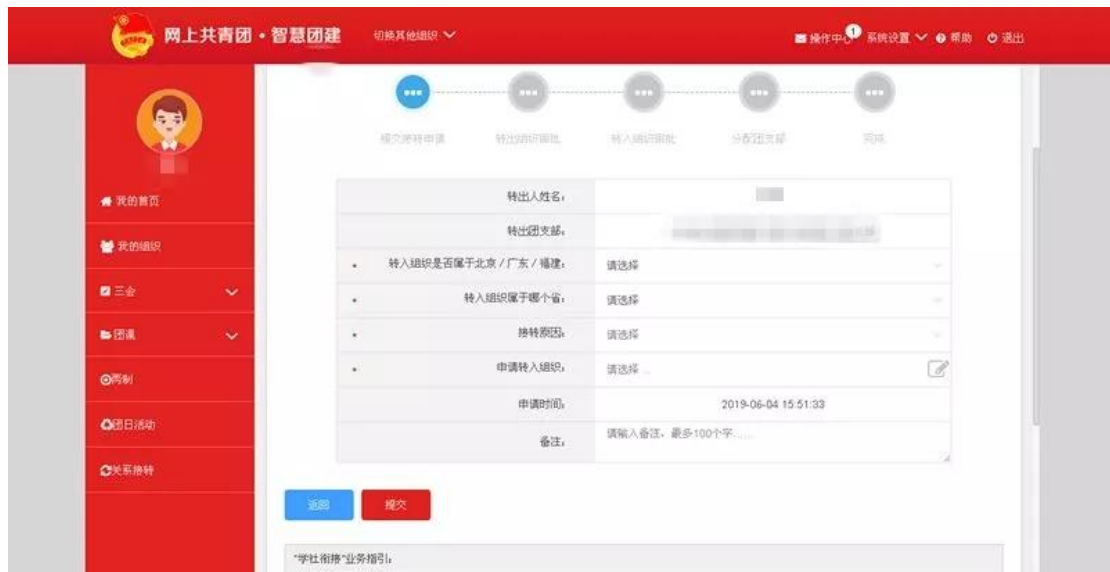 网上共青团·智慧团建
切换其他组织
操作中心 1 系统设置 帮助 退出
提交接转申请 转出组织审批 转入组织审批 分配团支部 完成
转出人姓名:
转出团支部:
我的首页
我的组织
* 转入组织是否属于北京/广东/福建: 请选择
三会
* 转入组织属于哪个省: 请选择
* 接转原因: 请选择
团课
* 申请转入组织: 请选择 ...
两制
申请时间: 2019-06-04 15:51:33
团日活动
备注: 请输入备注,最多100个字......
关系接转
返回 提交
"学社衔接"业务指引: